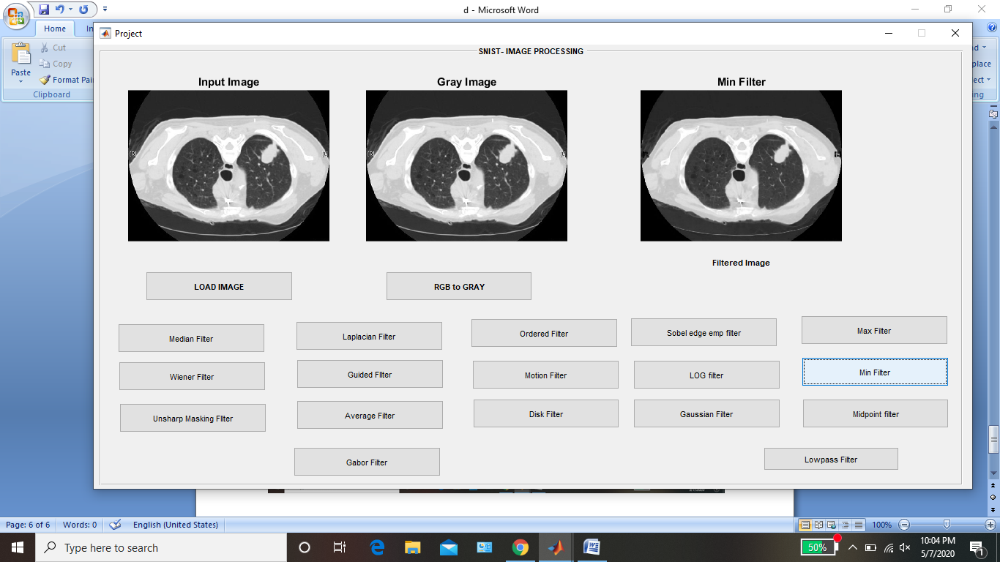 d - Microsoft Word
Home
In
Cut
Copy
Format Pai
Paste
Clipboard
Project
SNIST- IMAGE PROCESSING
Input Image
Gray Image
Min Filter
[R]
[R]
Filtered Image
LOAD IMAGE
RGB to GRAY
Median Filter
Laplacian Filter
Ordered Filter
Sobel edge emp filter
Max Filter
Wiener Filter
Guided FIlter
Motion Filter
LOG filter
Min Filter
Unsharp Masking FIlter
Average Filter
Disk Filter
Gaussian Filter
Midpoint filter
Gabor Filter
Lowpass Filter
nd
place
ect
ing
Page: 6 of 6
Words: 0
English (United States)
100%
Type here to search
50%
10:04 PM
5/7/2020
1